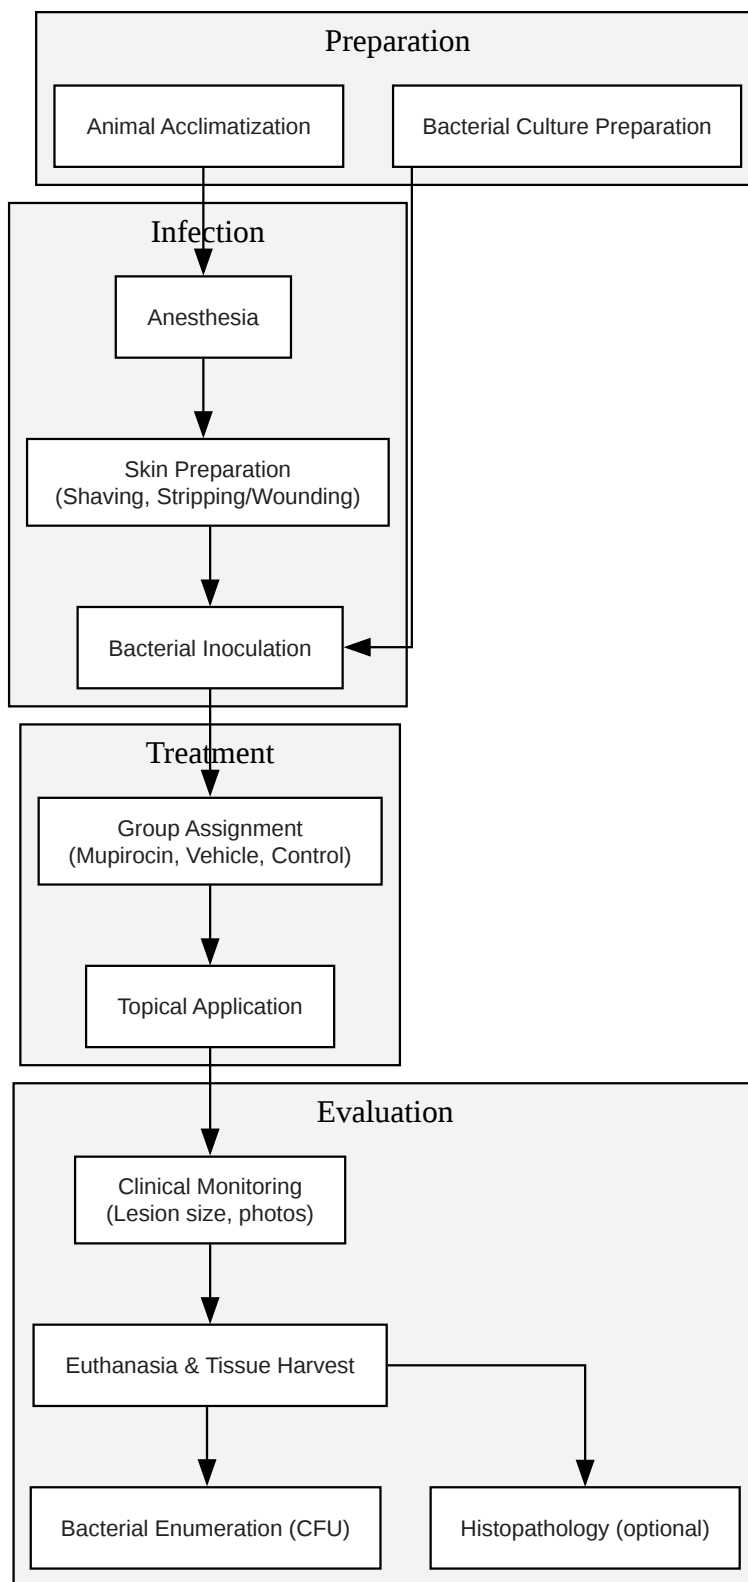 Preparation
Animal Acclimatization
Bacterial Culture Preparation
Infection
Anesthesia
Skin Preparation
(Shaving, Stripping/Wounding)
Bacterial Inoculation
Treatment
Group Assignment
(Mupirocin, Vehicle, Control)
Topical Application
Evaluation
Clinical Monitoring
(Lesion size, photos)
Euthanasia & Tissue Harvest
Bacterial Enumeration (CFU)
Histopathology (optional)